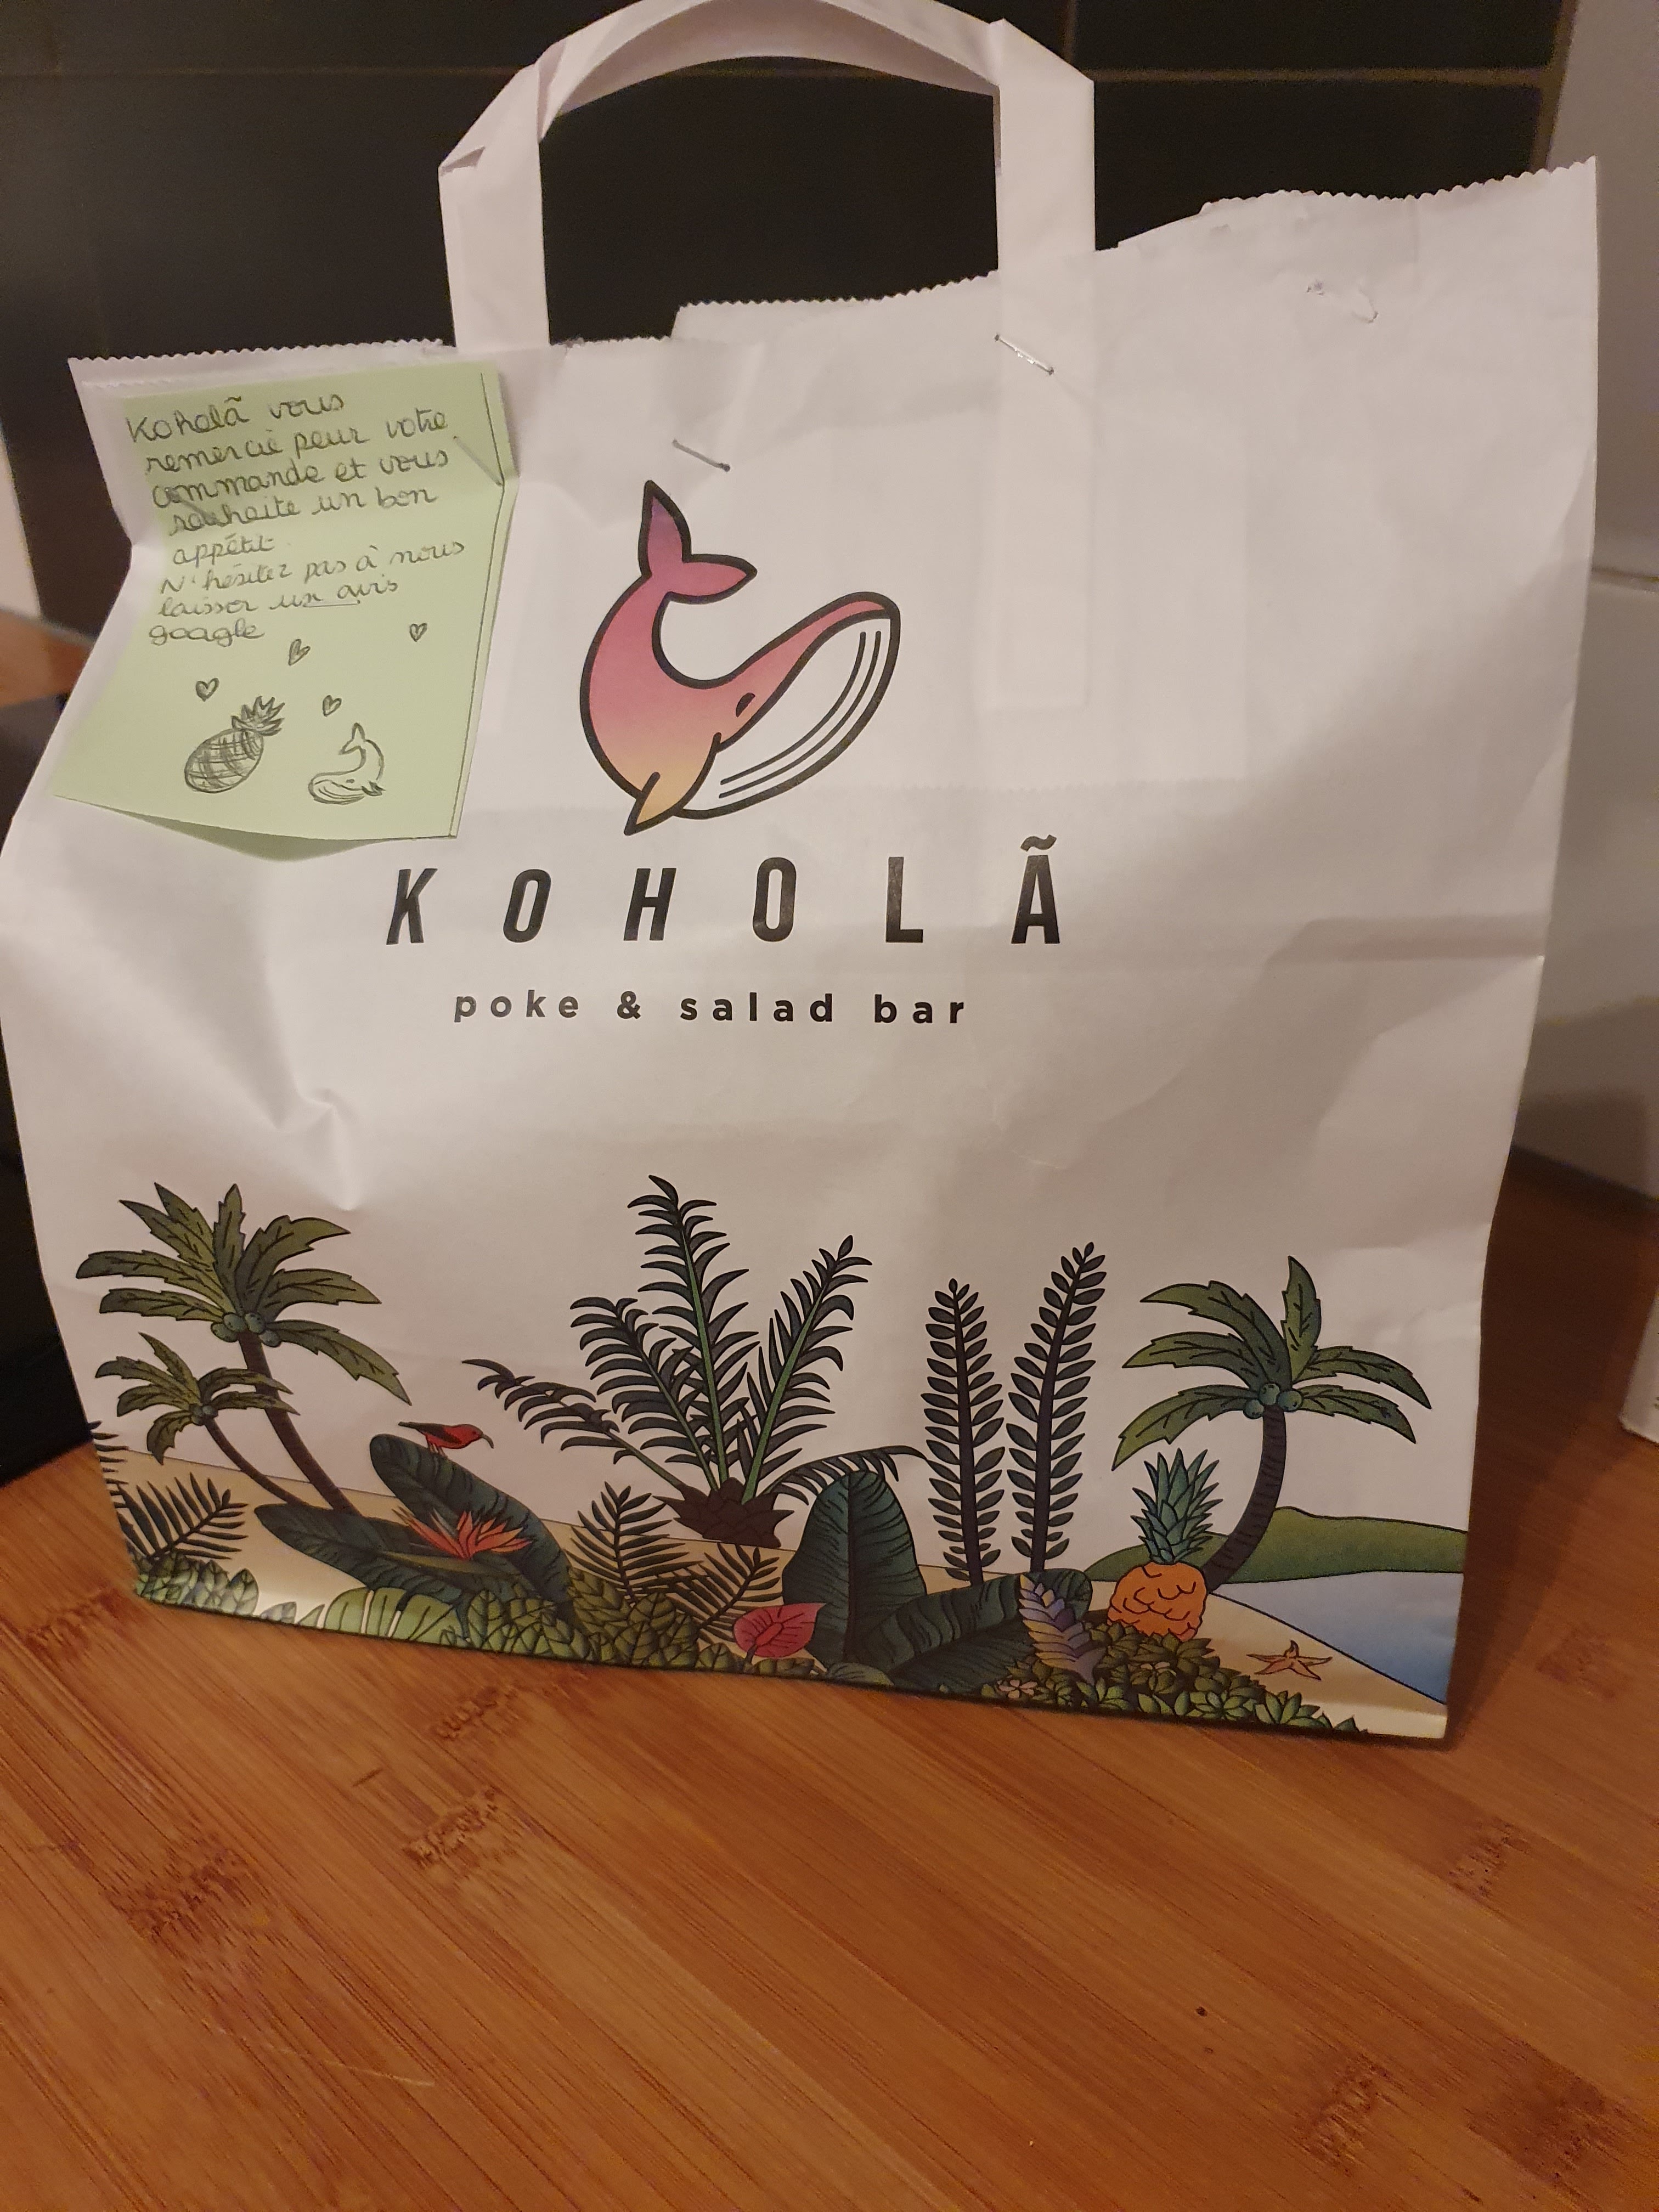 Koholã vous
remercie pour votre
commande et vous
souhaite un bon
appétit.
N'hésitez pas à nous
laisser un avis
google
KOHOLÃ
poke & salad bar